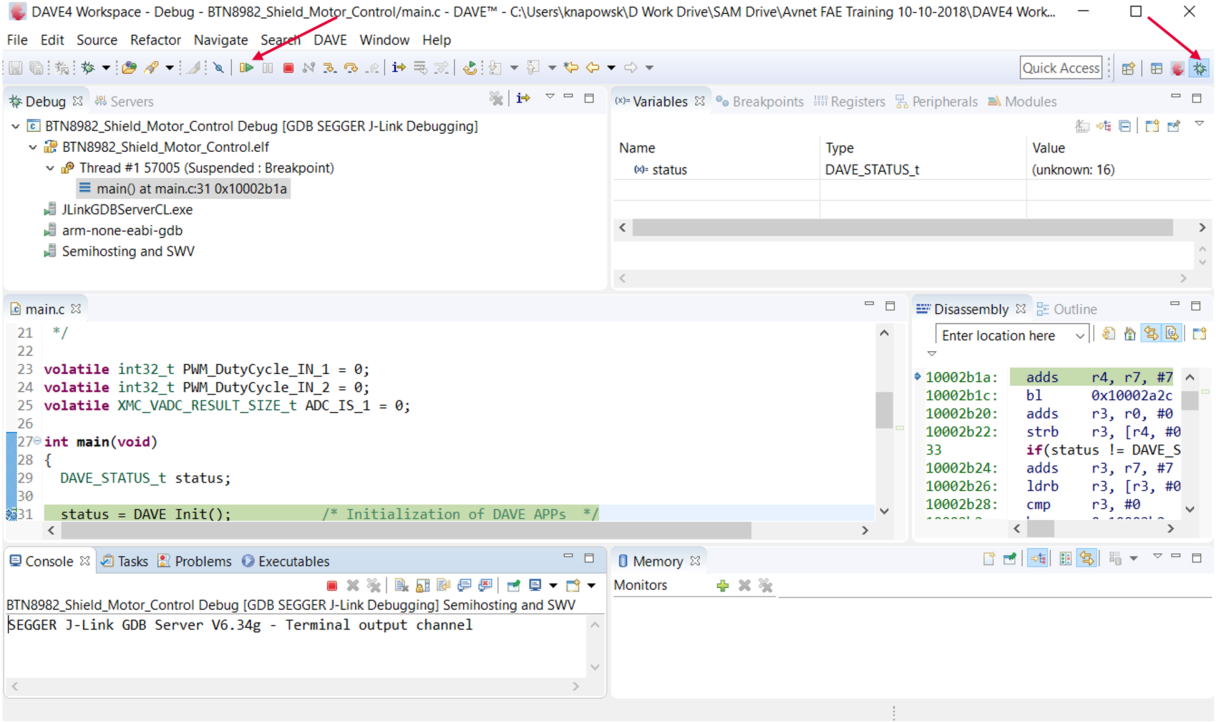 DAVE4 Workspace - Debug - BTN8982_Shield_Motor_Control/main.c - DAVE™ - C:\Users\knapowsk\D Work Drive\SAM Drive\Avnet FAE Training 10-10-2018\DAVE4 Work...
File Edit Source Refactor Navigate Search DAVE Window Help
Quick Access
Debug Servers
BTN8982_Shield_Motor_Control Debug [GDB SEGGER J-Link Debugging]
BTN8982_Shield_Motor_Control.elf
Thread #1 57005 (Suspended : Breakpoint)
main() at main.c:31 0x10002b1a
JLinkGDBServerCL.exe
arm-none-eabi-gdb
Semihosting and SWV
(x)= Variables Breakpoints Registers Peripherals Modules
Name Type Value
(x)= status DAVE_STATUS_t (unknown: 16)
main.c
21 */
22
23 volatile int32_t PWM_DutyCycle_IN_1 = 0;
24 volatile int32_t PWM_DutyCycle_IN_2 = 0;
25 volatile XMC_VADC_RESULT_SIZE_t ADC_IS_1 = 0;
26
27 int main(void)
28 {
29 DAVE_STATUS_t status;
30
31 status = DAVE_Init(); /* Initialization of DAVE APPs */
Disassembly Outline
Enter location here
10002b1a: adds r4, r7, #7
10002b1c: bl 0x10002a2c
10002b20: adds r3, r0, #0
10002b22: strb r3, [r4, #0
33 if(status != DAVE_S
10002b24: adds r3, r7, #7
10002b26: ldrb r3, [r3, #0
10002b28: cmp r3, #0
Console Tasks Problems Executables
BTN8982_Shield_Motor_Control Debug [GDB SEGGER J-Link Debugging] Semihosting and SWV
SEGGER J-Link GDB Server V6.34g - Terminal output channel
Memory
Monitors